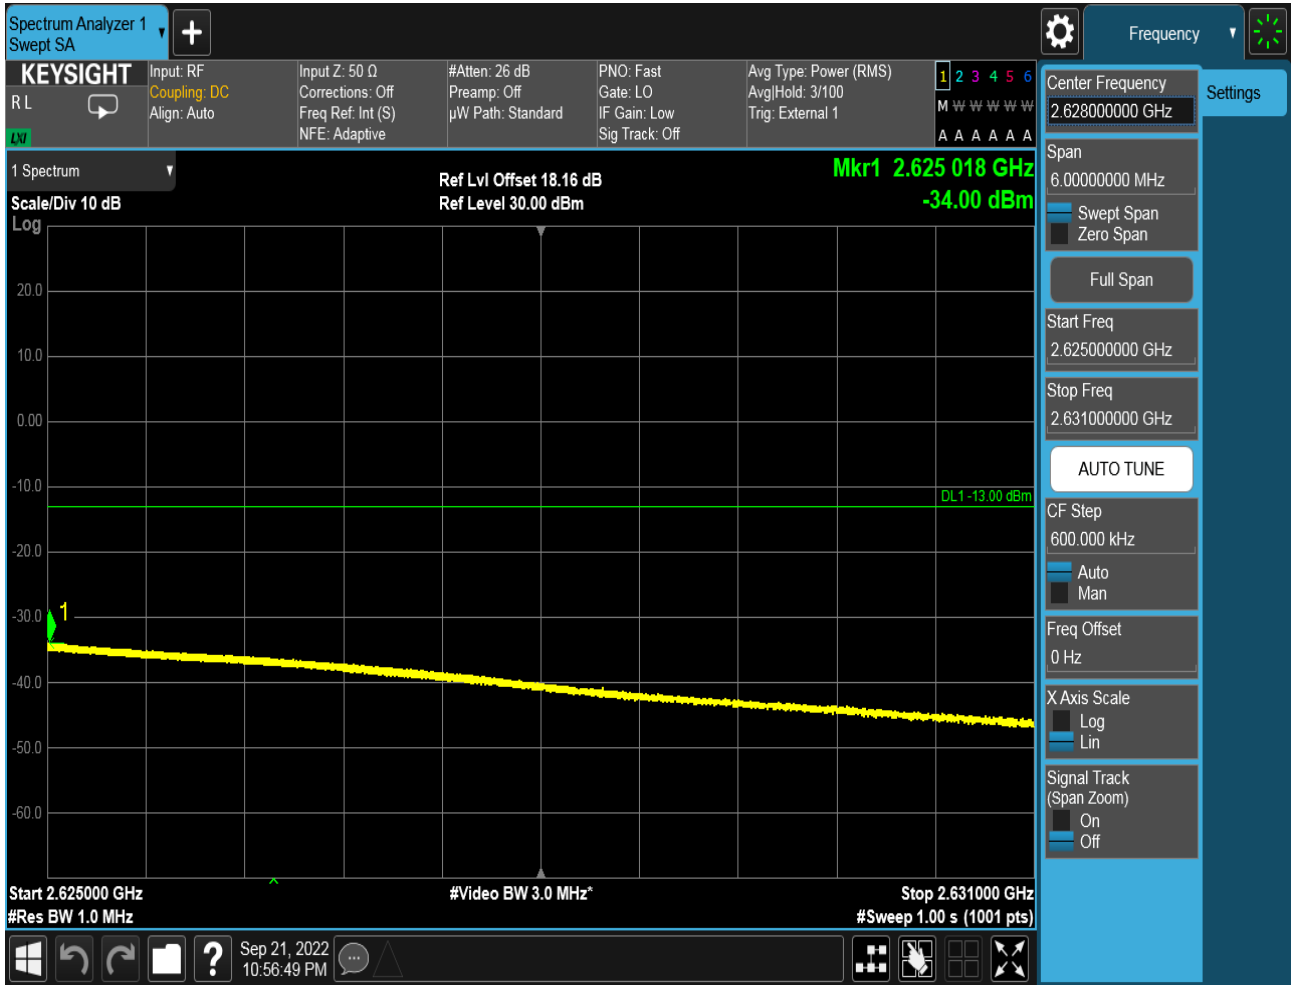 Spectrum Analyzer 1
Swept SA
Frequency
KEYSIGHT
R L
LXI
Input: RF
Coupling: DC
Align: Auto
Input Z: 50 Ω
Corrections: Off
Freq Ref: Int (S)
NFE: Adaptive
#Atten: 26 dB
Preamp: Off
µW Path: Standard
PNO: Fast
Gate: LO
IF Gain: Low
Sig Track: Off
Avg Type: Power (RMS)
Avg|Hold: 3/100
Trig: External 1
1 2 3 4 5 6
M W W W W W
A A A A A A
1 Spectrum
Scale/Div 10 dB
Log
Ref Lvl Offset 18.16 dB
Ref Level 30.00 dBm
Mkr1 2.625 018 GHz
-34.00 dBm
20.0
10.0
0.00
-10.0
DL1 -13.00 dBm
-20.0
-30.0
1
-40.0
-50.0
-60.0
Start 2.625000 GHz
#Video BW 3.0 MHz*
Stop 2.631000 GHz
#Res BW 1.0 MHz
#Sweep 1.00 s (1001 pts)
Sep 21, 2022
10:56:49 PM
Center Frequency
2.628000000 GHz
Settings
Span
6.00000000 MHz
Swept Span
Zero Span
Full Span
Start Freq
2.625000000 GHz
Stop Freq
2.631000000 GHz
AUTO TUNE
CF Step
600.000 kHz
Auto
Man
Freq Offset
0 Hz
X Axis Scale
Log
Lin
Signal Track
(Span Zoom)
On
Off